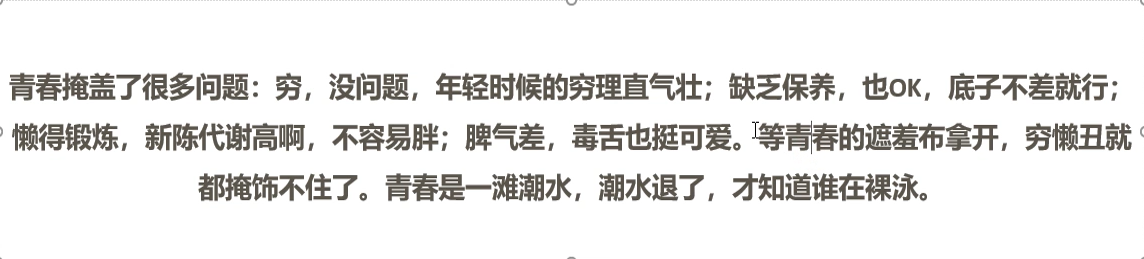 青春掩盖了很多问题：穷，没问题，年轻时候的穷理直气壮；缺乏保养，也OK，底子不差就行；
懒得锻炼，新陈代谢高啊，不容易胖；脾气差，毒舌也挺可爱。等青春的遮羞布拿开，穷懒丑就
都掩饰不住了。青春是一滩潮水，潮水退了，才知道谁在裸泳。